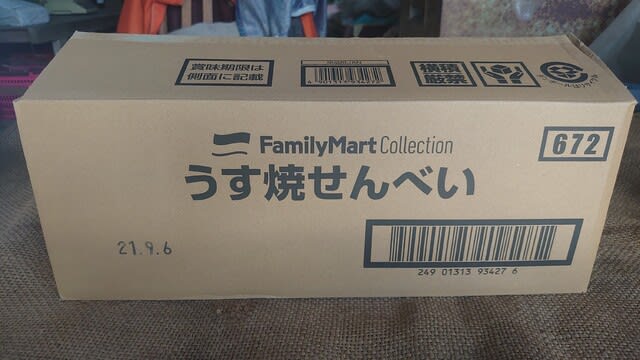 賞味期限は
側面に記載
横積
厳禁
FamilyMart Collection
672
うす焼せんべい
21.9.6
249 01313 93427 6